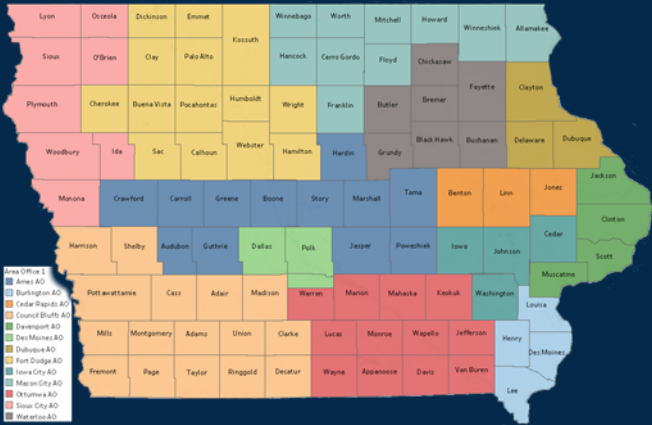 Lyon Osceola Dickinson Emmet Kossuth Winnebago Worth Mitchell Howard Winneshiek Allamakee
Sioux O'Brien Clay Palo Alto Hancock Cerro Gordo Floyd Chickasaw
Plymouth Cherokee Buena Vista Pocahontas Humboldt Wright Franklin Butler Bremer Fayette Clayton
Woodbury Ida Sac Calhoun Webster Hamilton Hardin Grundy Black Hawk Buchanan Delaware Dubuque
Monona Crawford Carroll Greene Boone Story Marshall Tama Benton Linn Jones Jackson
Clinton
Harrison Shelby Audubon Guthrie Dallas Polk Jasper Poweshiek Iowa Johnson Cedar Scott
Muscatine
Pottawattamie Cass Adair Madison Warren Marion Mahaska Keokuk Washington Louisa
Mills Montgomery Adams Union Clarke Lucas Monroe Wapello Jefferson Henry Des Moines
Fremont Page Taylor Ringgold Decatur Wayne Appanoose Davis Van Buren Lee
Area Office 1
Ames AO
Burlington AO
Cedar Rapids AO
Council Bluffs AO
Davenport AO
Des Moines AO
Dubuque AO
Fort Dodge AO
Iowa City AO
Mason City AO
Ottumwa AO
Sioux City AO
Waterloo AO